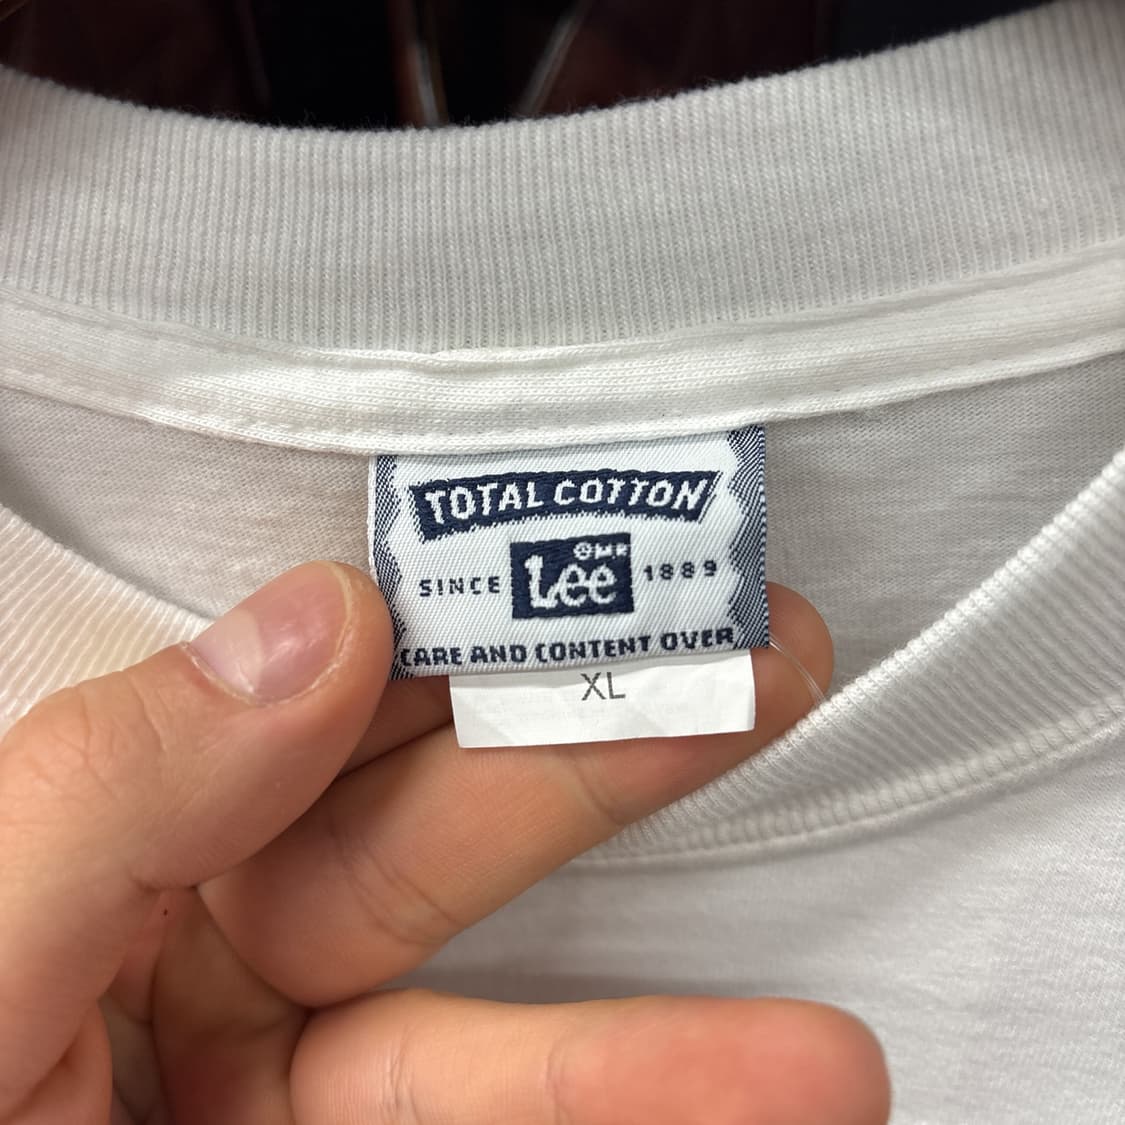 TOTAL COTTON
SINCE Lee ®MR 1889
CARE AND CONTENT OVER
XL